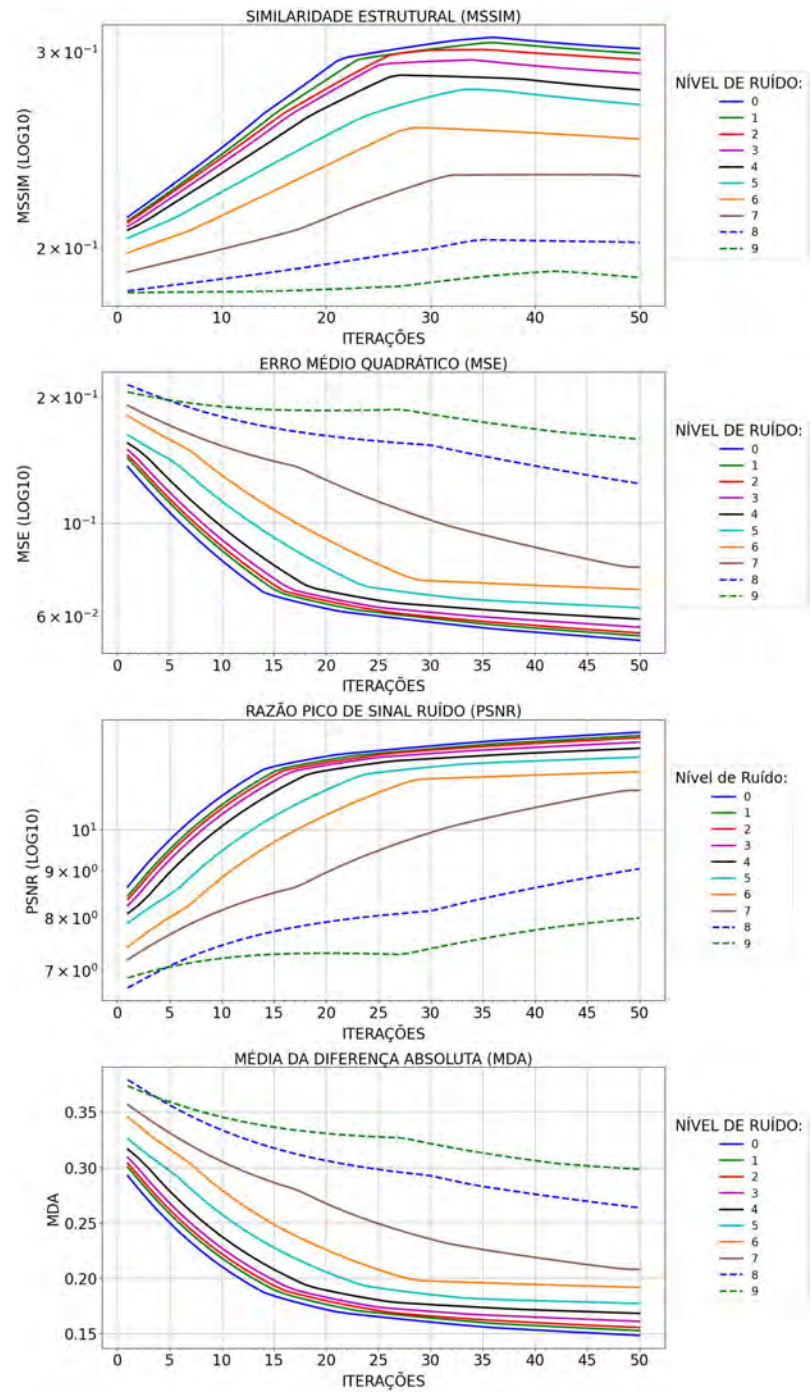 SIMILARIDADE ESTRUTURAL (MSSIM)
3 × 10⁻¹
2 × 10⁻¹
MSSIM (LOG10)
0 10 20 30 40 50
ITERAÇÕES
NÍVEL DE RUÍDO:
0
1
2
3
4
5
6
7
8
9
ERRO MÉDIO QUADRÁTICO (MSE)
2 × 10⁻¹
10⁻¹
6 × 10⁻²
MSE (LOG10)
0 5 10 15 20 25 30 35 40 45 50
ITERAÇÕES
NÍVEL DE RUÍDO:
0
1
2
3
4
5
6
7
8
9
RAZÃO PICO DE SINAL RUÍDO (PSNR)
10¹
9 × 10⁰
8 × 10⁰
7 × 10⁰
PSNR (LOG10)
0 5 10 15 20 25 30 35 40 45 50
ITERAÇÕES
Nível de Ruído:
0
1
2
3
4
5
6
7
8
9
MÉDIA DA DIFERENÇA ABSOLUTA (MDA)
0.35
0.30
0.25
0.20
0.15
MDA
0 5 10 15 20 25 30 35 40 45 50
ITERAÇÕES
NÍVEL DE RUÍDO:
0
1
2
3
4
5
6
7
8
9